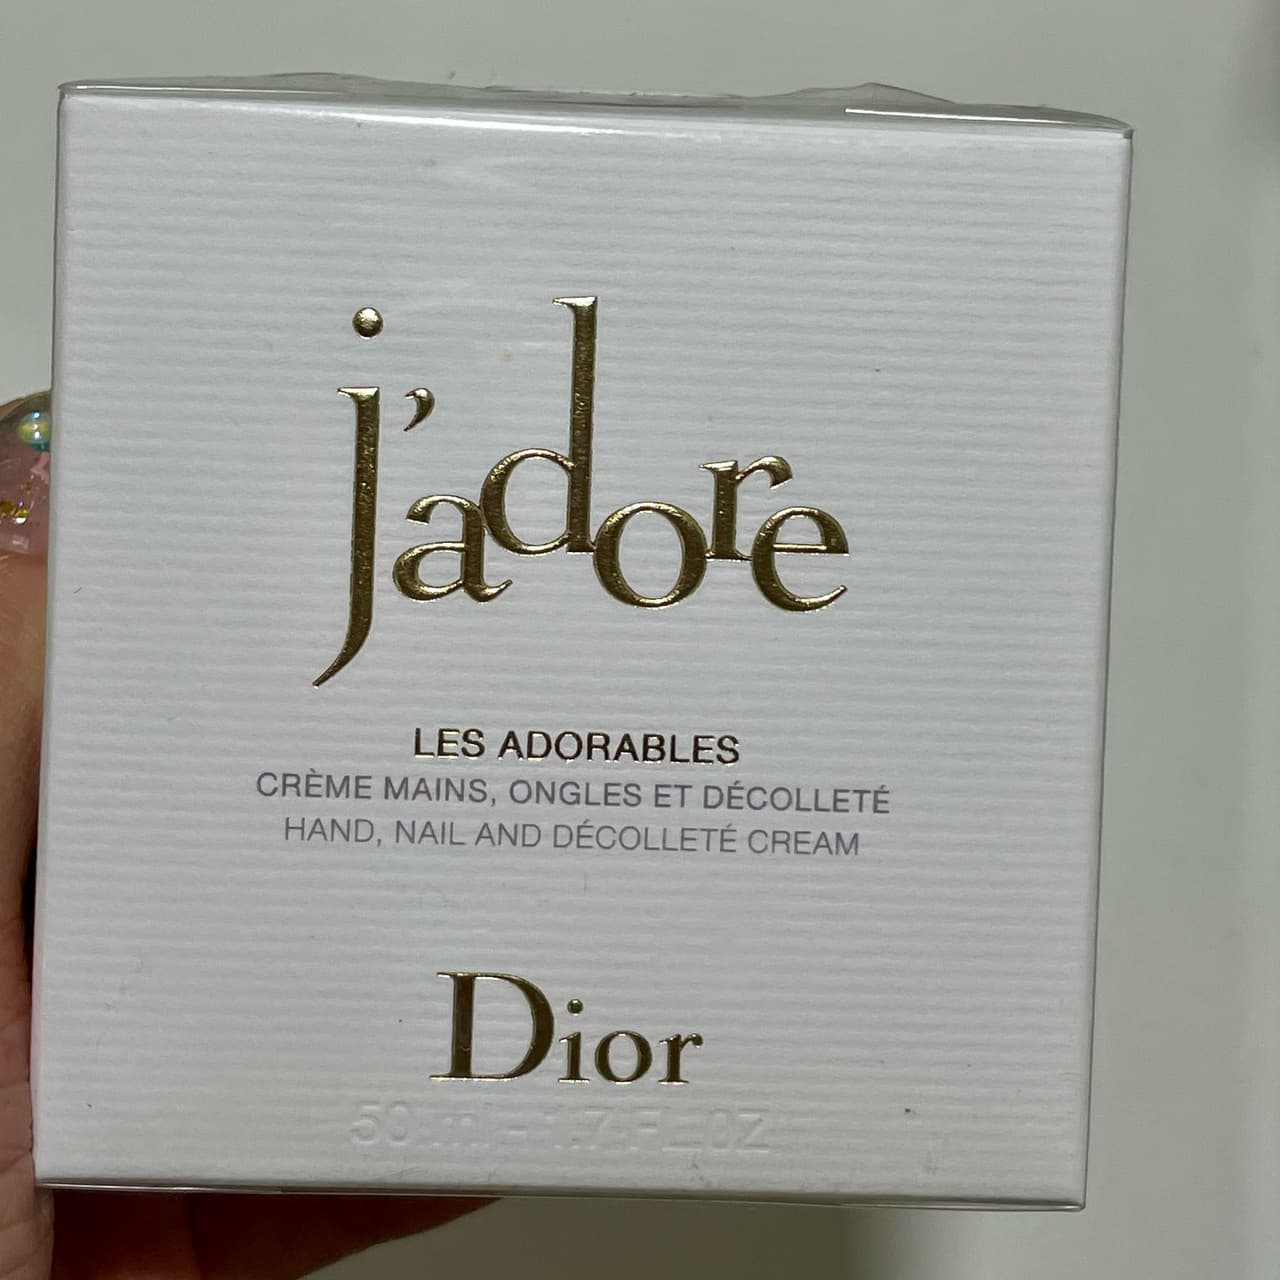 j'adore
LES ADORABLES
CRÈME MAINS, ONGLES ET DÉCOLLETÉ
HAND, NAIL AND DÉCOLLETÉ CREAM
Dior
50 ml - 1.7 FL. OZ